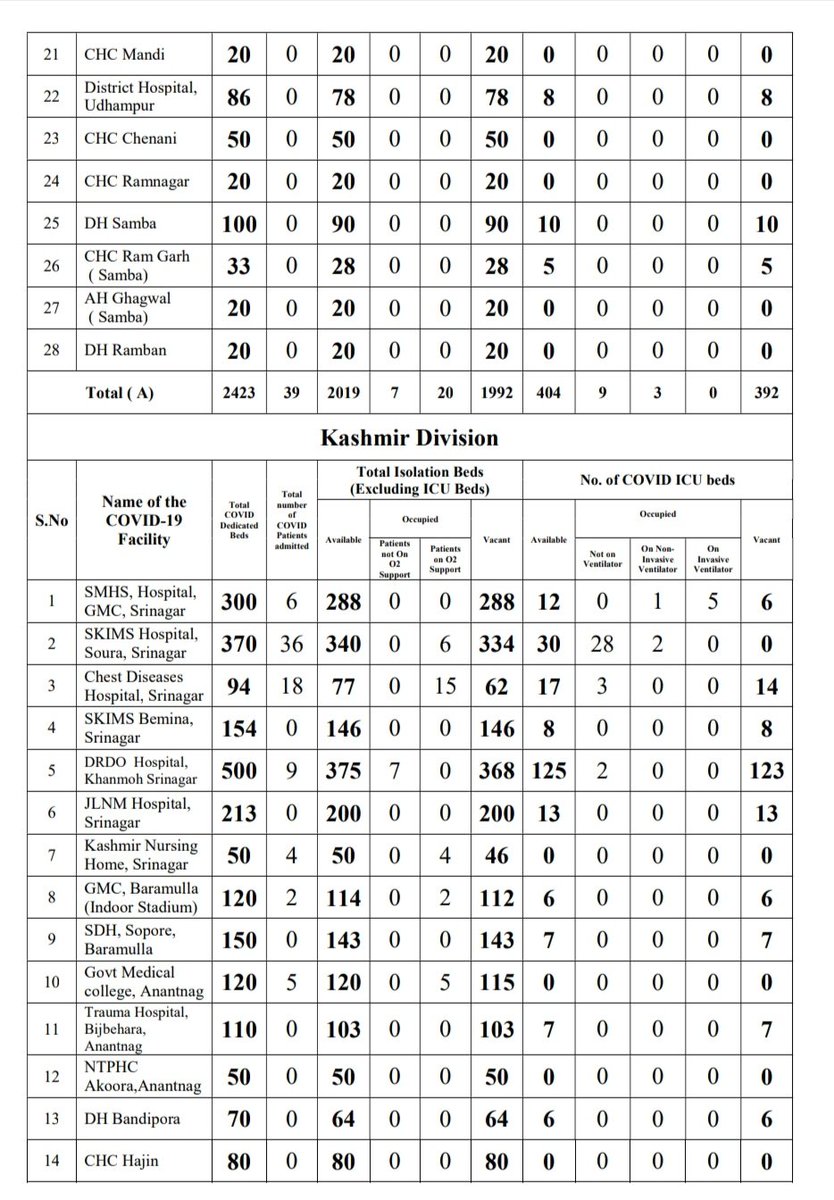 21 CHC Mandi 20 0 20 0 0 20 0 0 0 0 0
22 District Hospital, Udhampur 86 0 78 0 0 78 8 0 0 0 8
23 CHC Chenani 50 0 50 0 0 50 0 0 0 0 0
24 CHC Ramnagar 20 0 20 0 0 20 0 0 0 0 0
25 DH Samba 100 0 90 0 0 90 10 0 0 0 10
26 CHC Ram Garh ( Samba) 33 0 28 0 0 28 5 0 0 0 5
27 AH Ghagwal ( Samba) 20 0 20 0 0 20 0 0 0 0 0
28 DH Ramban 20 0 20 0 0 20 0 0 0 0 0
Total ( A) 2423 39 2019 7 20 1992 404 9 3 0 392
Kashmir Division
S.No
Name of the COVID-19 Facility
Total COVID Dedicated Beds
Total number of COVID Patients admitted
Total Isolation Beds (Excluding ICU Beds)
Available
Occupied
Patients not On O2 Support
Patients on O2 Support
Vacant
No. of COVID ICU beds
Available
Occupied
Not on Ventilator
On Non-Invasive Ventilator
On Invasive Ventilator
Vacant
1 SMHS, Hospital, GMC, Srinagar 300 6 288 0 0 288 12 0 1 5 6
2 SKIMS Hospital, Soura, Srinagar 370 36 340 0 6 334 30 28 2 0 0
3 Chest Diseases Hospital, Srinagar 94 18 77 0 15 62 17 3 0 0 14
4 SKIMS Bemina, Srinagar 154 0 146 0 0 146 8 0 0 0 8
5 DRDO Hospital, Khanmoh Srinagar 500 9 375 7 0 368 125 2 0 0 123
6 JLNM Hospital, Srinagar 213 0 200 0 0 200 13 0 0 0 13
7 Kashmir Nursing Home, Srinagar 50 4 50 0 4 46 0 0 0 0 0
8 GMC, Baramulla (Indoor Stadium) 120 2 114 0 2 112 6 0 0 0 6
9 SDH, Sopore, Baramulla 150 0 143 0 0 143 7 0 0 0 7
10 Govt Medical college, Anantnag 120 5 120 0 5 115 0 0 0 0 0
11 Trauma Hospital, Bijbehara, Anantnag 110 0 103 0 0 103 7 0 0 0 7
12 NTPHC Akoora,Anantnag 50 0 50 0 0 50 0 0 0 0 0
13 DH Bandipora 70 0 64 0 0 64 6 0 0 0 6
14 CHC Hajin 80 0 80 0 0 80 0 0 0 0 0